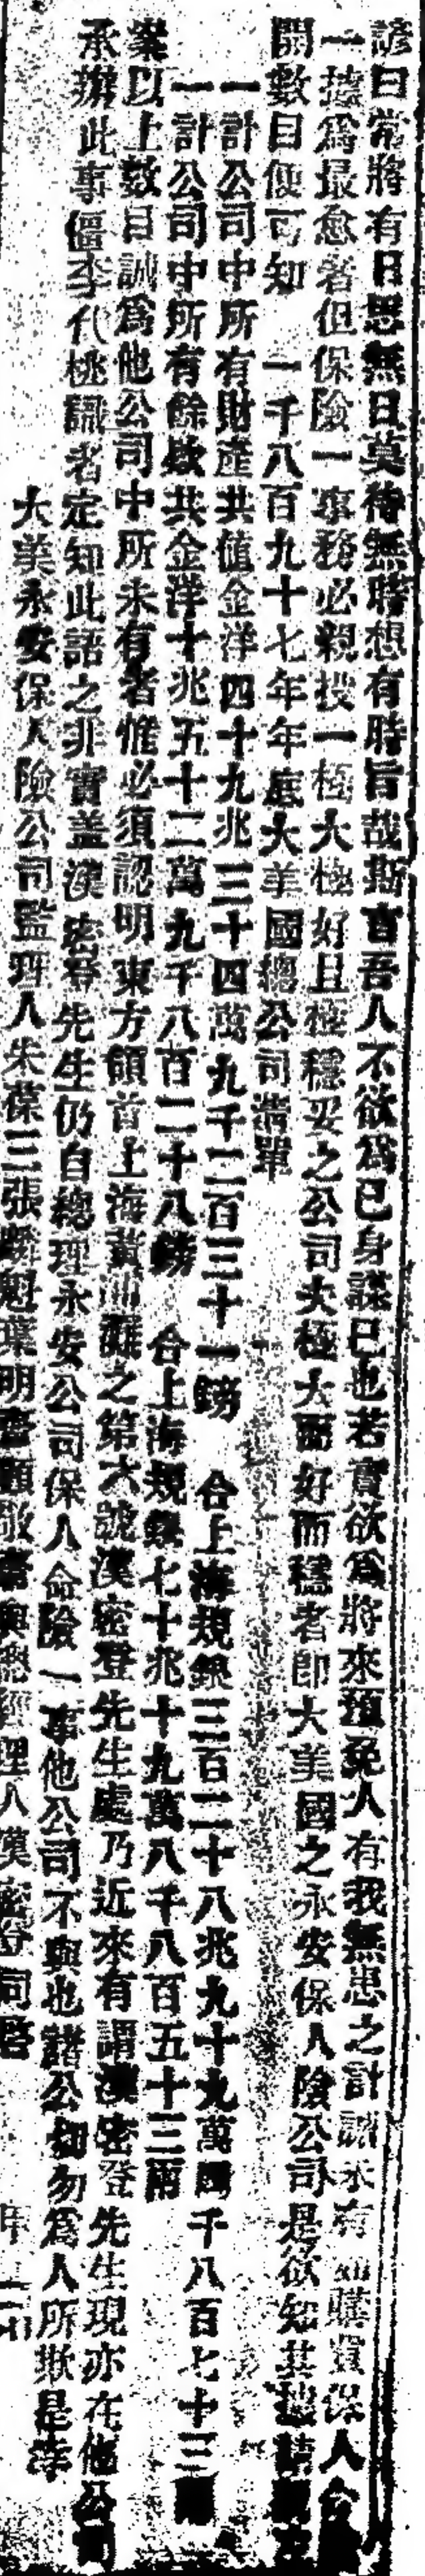 諺曰常將有日思無日莫待無時想有時旨哉斯言吾人不欲爲已身謀已也若實欲爲將來預免人有我無患之計誠未有如購買保人命
一擧爲最愈者但保險一事務必親投一極大極好且極穩妥之公司夫極大而好而穩者即大美國之永安保人險公司是欲知其詳請觀左
開數目便可知　一千八百九十七年年底大美國總公司淸單
一計公司中所有財產共値金洋四十九兆三十四萬九千二百三十一鎊　合上海規銀三百二十八兆九十九萬四千八百七十三兩
一計公司中所有餘款共金洋十兆五十二萬九千八百二十八鎊　合上海規銀七十兆十九萬八千八百五十三兩
案以上數目誠爲他公司中所未有者惟必須認明東方領首上海黃浦灘之第六號漢密登先生處乃近來有謂漢密登先生現亦在他公司
承辦此事僵李代桃識者定知此語之非實盖漢密登先生仍自總理永安公司保人命險一事他公司不與也諸公切勿爲人所欺是幸
大美永安保人險公司監理人朱葆三張麟魁葉明齋顧敬齋與總經理人漢密登同啓